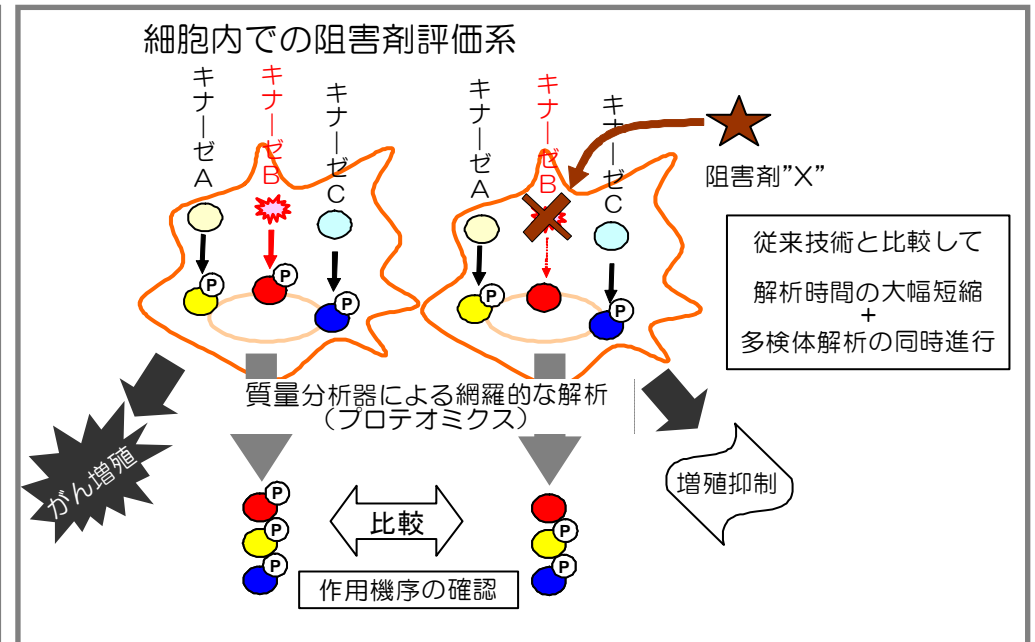 細胞内での阻害剤評価系
キナーゼA
キナーゼB
キナーゼC
キナーゼA
キナーゼB
キナーゼC
阻害剤”X”
P
P
P
P
P
従来技術と比較して
解析時間の大幅短縮
+
多検体解析の同時進行
質量分析器による網羅的な解析
（プロテオミクス）
がん増殖
増殖抑制
P
P
P
P
P
比較
作用機序の確認